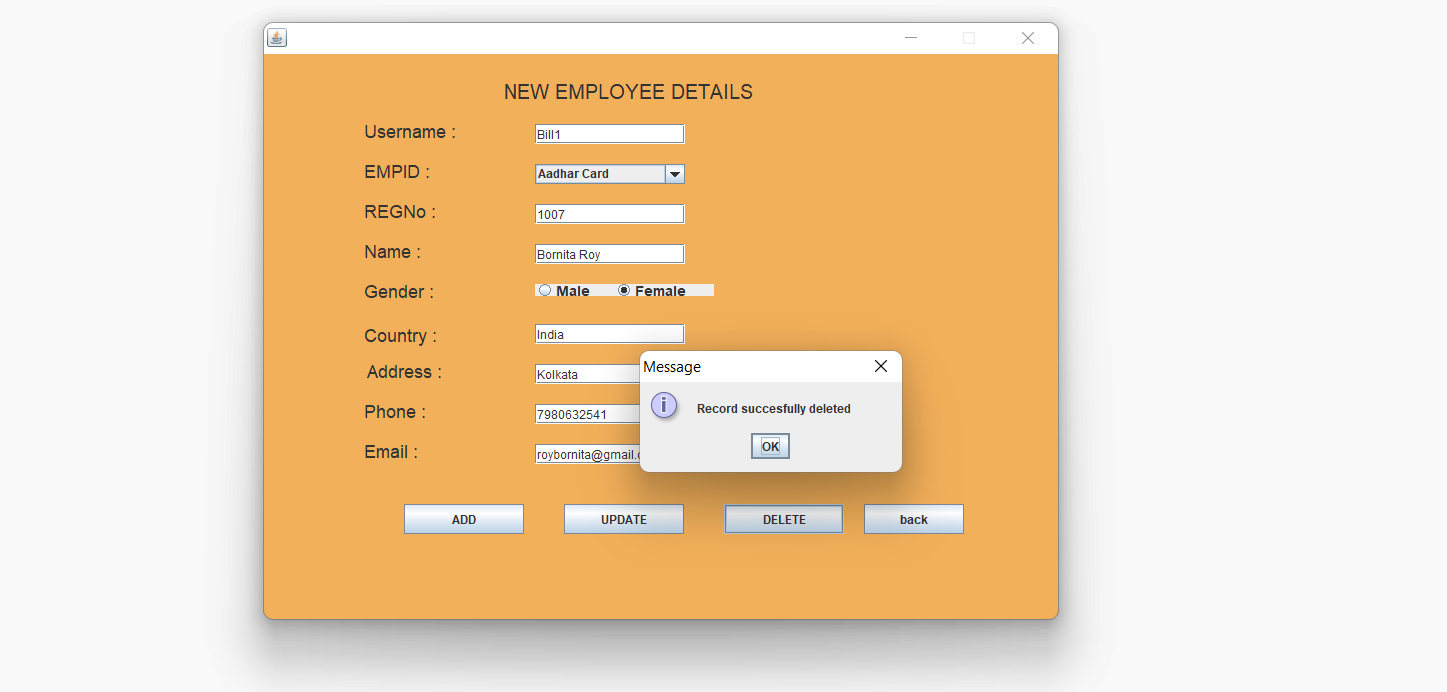 NEW EMPLOYEE DETAILS
Username : Bill1
EMPID : Aadhar Card
REGNo : 1007
Name : Bornita Roy
Gender : Male Female
Country : India
Address : Kolkata
Phone : 7980632541
Email : roybornita@gmail.
Message
Record succesfully deleted
OK
ADD UPDATE DELETE back